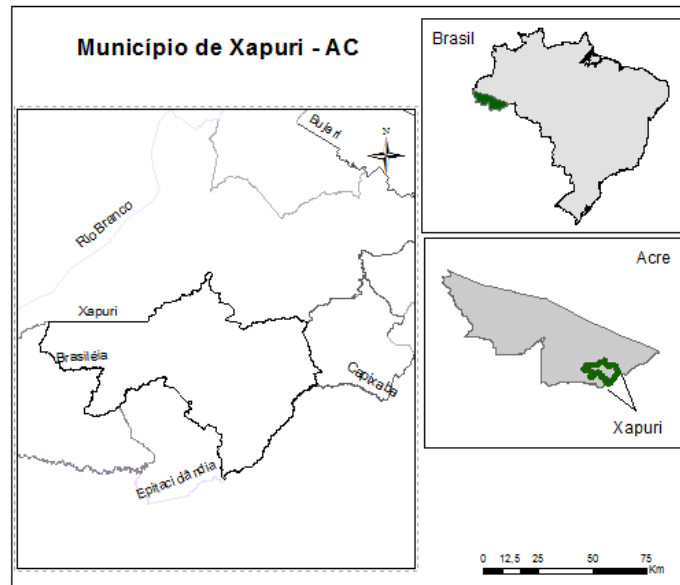 Município de Xapuri - AC
Brasil
Bujari
N
Rio Branco
Acre
Xapuri
Brasiléia
Capixaba
Xapuri
Epitaciolândia
0 12,5 25 50 75
Km